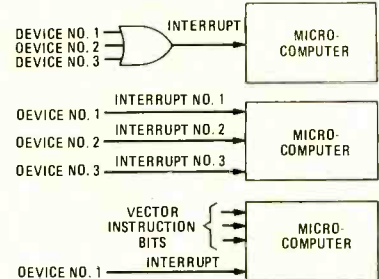 INTERRUPT
DEVICE NO. 1
DEVICE NO. 2
DEVICE NO. 3
MICRO-
COMPUTER
INTERRUPT NO. 1
DEVICE NO. 1
INTERRUPT NO. 2
DEVICE NO. 2
INTERRUPT NO. 3
DEVICE NO. 3
MICRO-
COMPUTER
VECTOR
INSTRUCTION
BITS
MICRO-
COMPUTER
INTERRUPT
DEVICE NO. 1